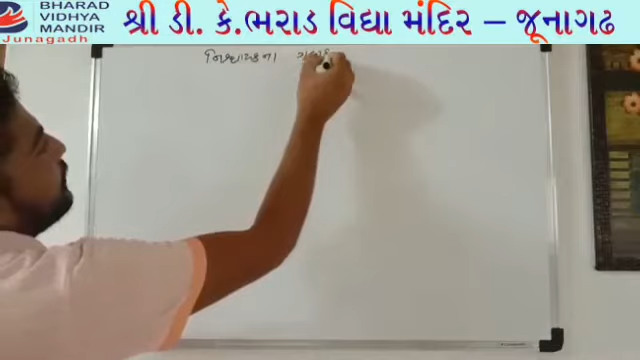 BHARAD
VIDHYA
MANDIR
Junagadh
શ્રી ડી. કે.ભરાડ વિદ્યા મંદિર – જૂનાગઢ
નિશ્ચાયકના